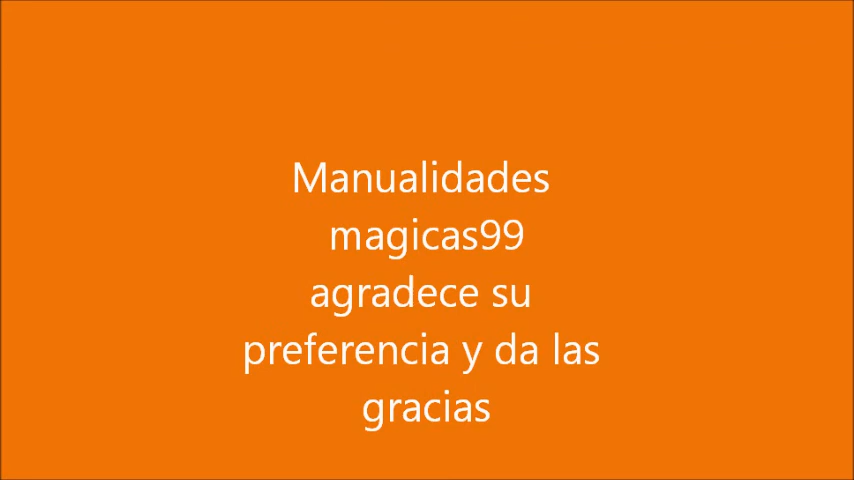 Manualidades
magicas99
agradece su
preferencia y da las
gracias